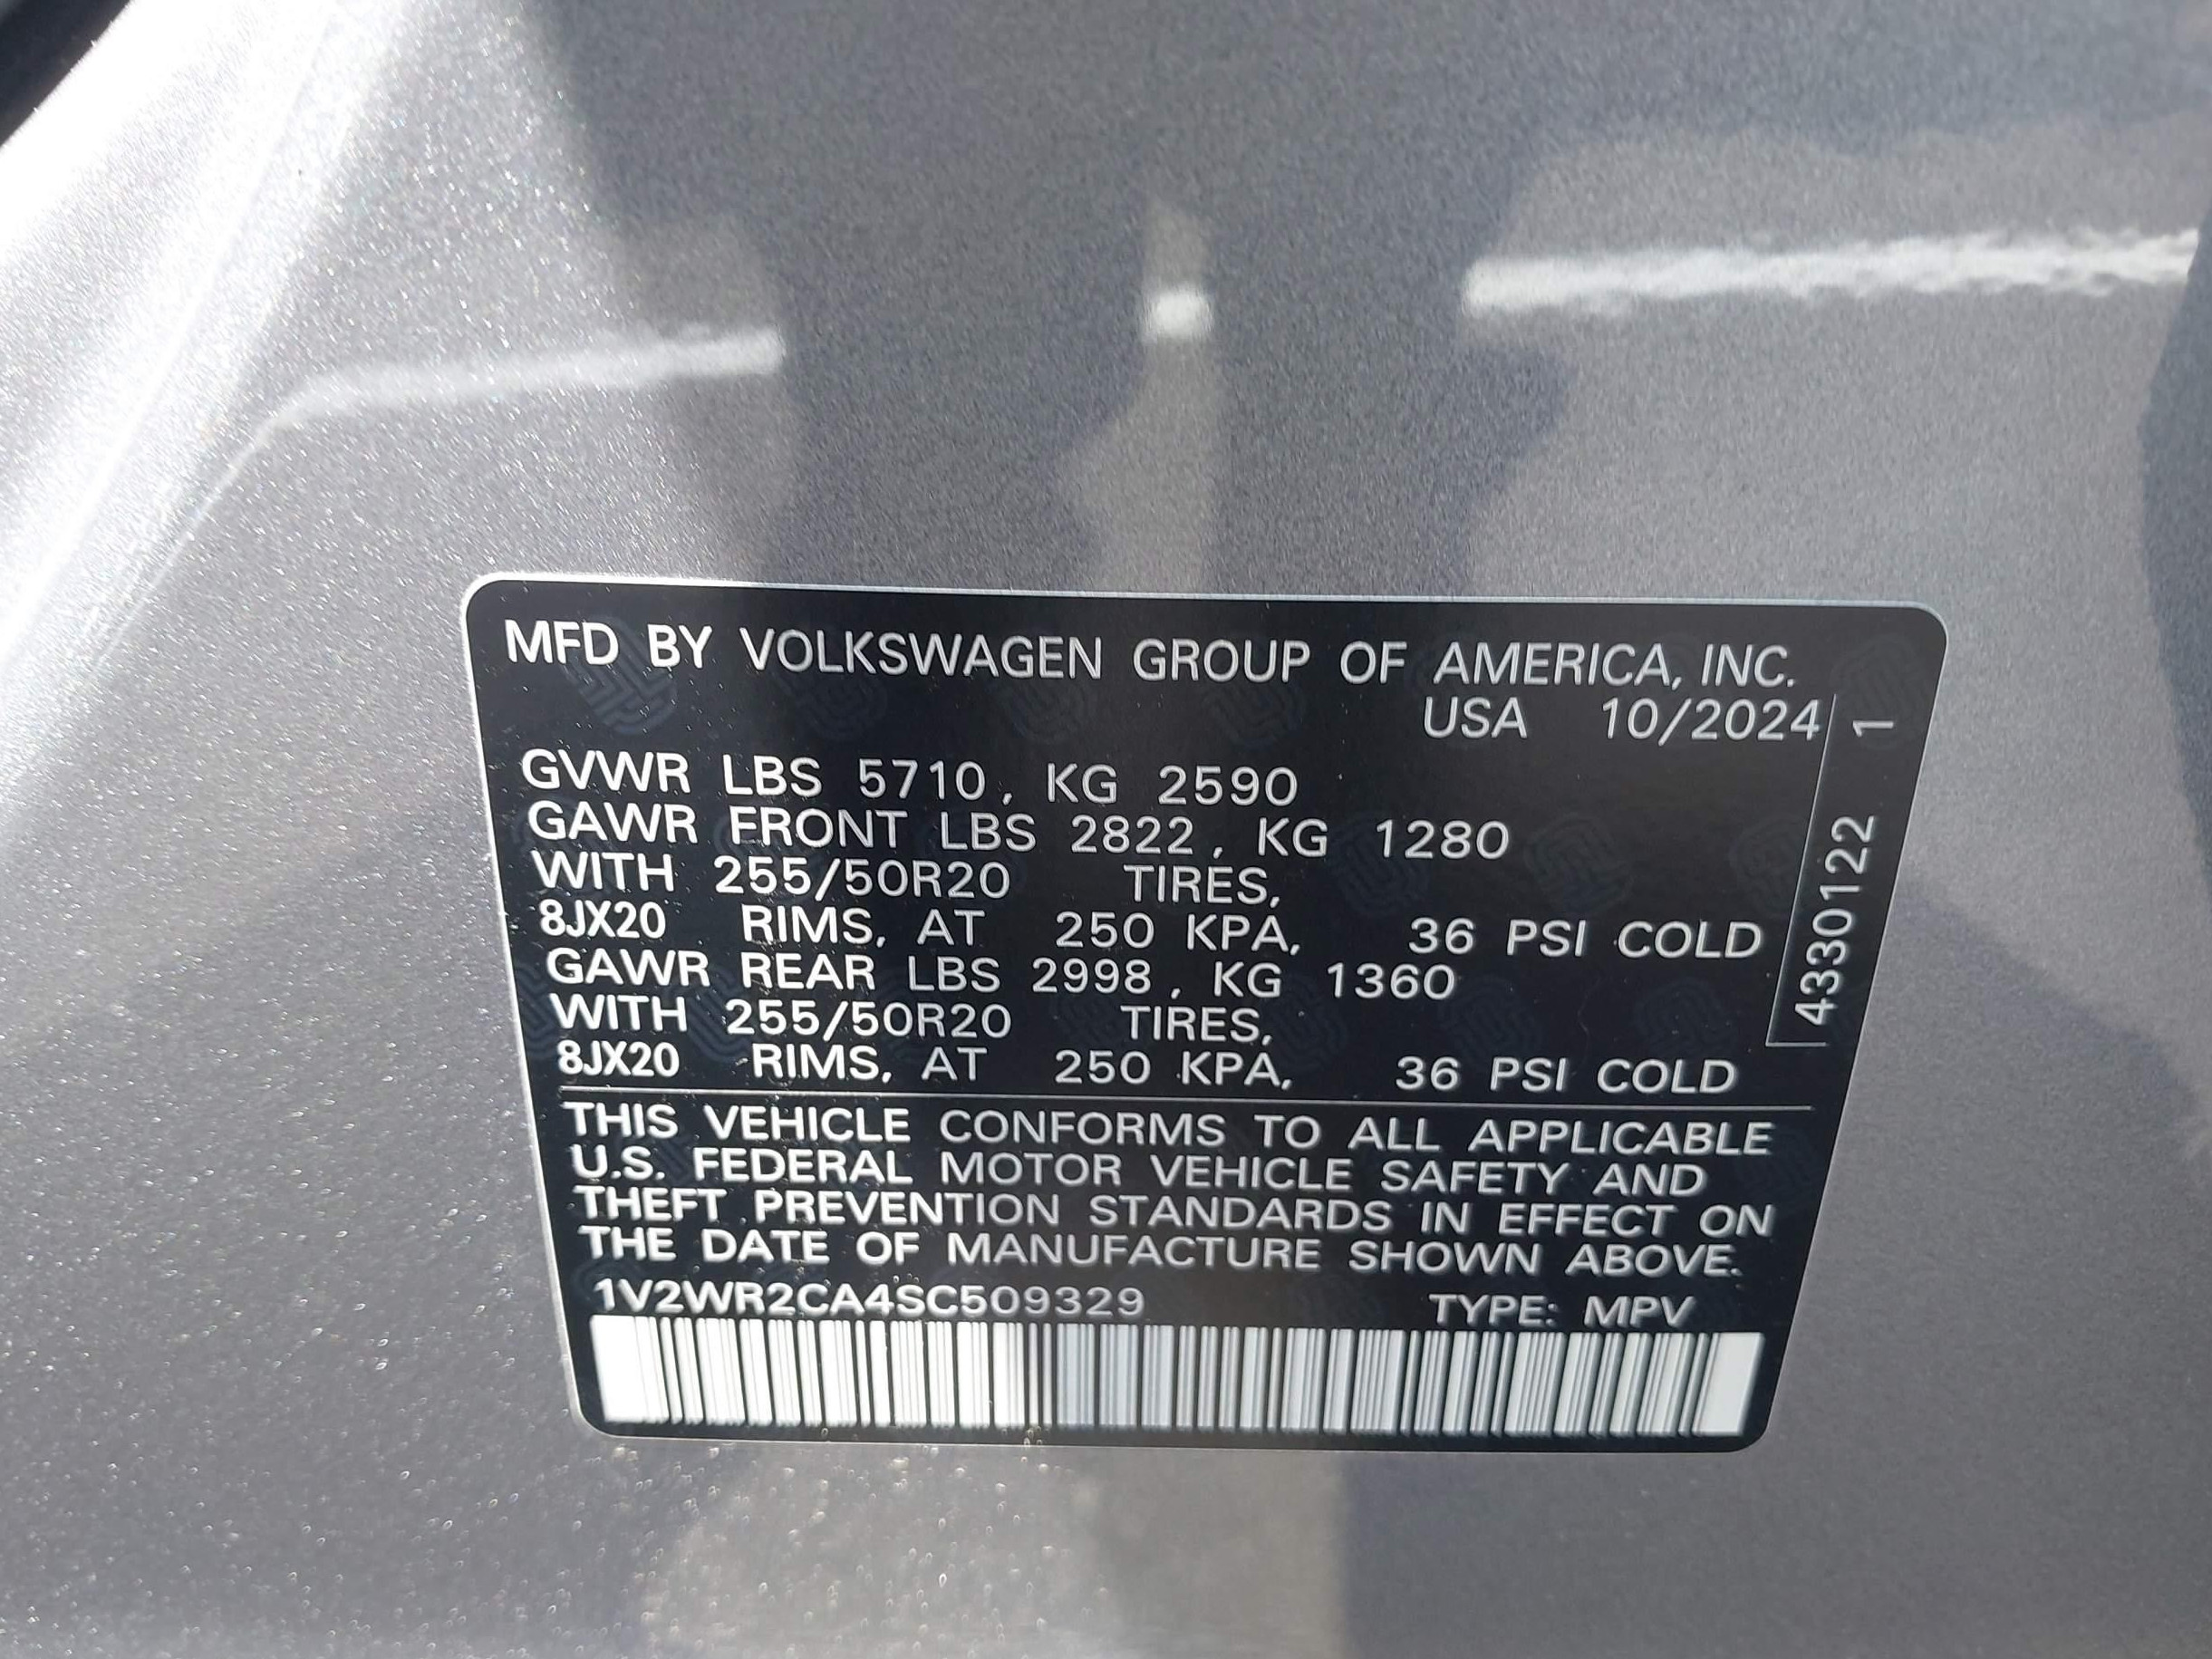 MFD BY VOLKSWAGEN GROUP OF AMERICA, INC.
USA 10/2024
GVWR LBS 5710, KG 2590
GAWR FRONT LBS 2822, KG 1280
WITH 255/50R20 TIRES,
8JX20 RIMS, AT 250 KPA, 36 PSI COLD
GAWR REAR LBS 2998, KG 1360
WITH 255/50R20 TIRES,
8JX20 RIMS, AT 250 KPA, 36 PSI COLD
THIS VEHICLE CONFORMS TO ALL APPLICABLE
U.S. FEDERAL MOTOR VEHICLE SAFETY AND
THEFT PREVENTION STANDARDS IN EFFECT ON
THE DATE OF MANUFACTURE SHOWN ABOVE.
1V2WR2CA4SC509329 TYPE: MPV
4330122 1